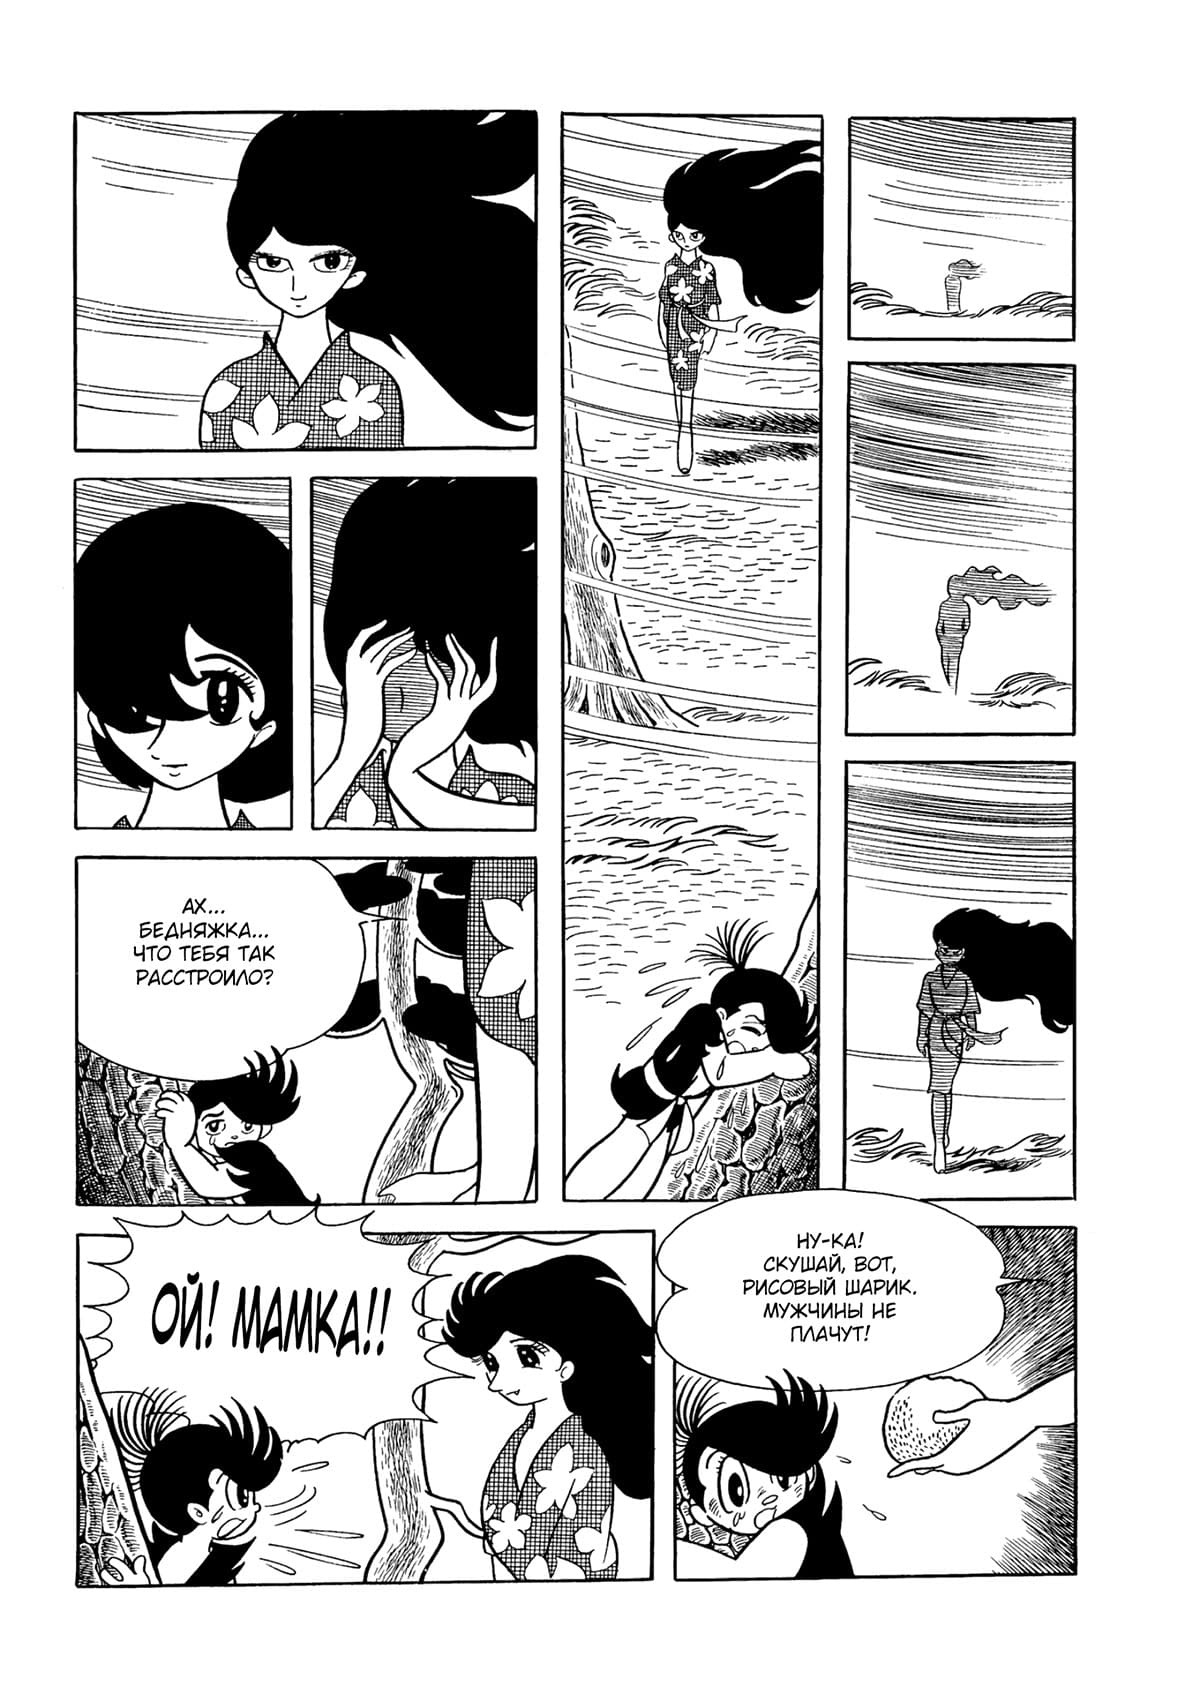 АХ...
БЕДНЯЖКА...
ЧТО ТЕБЯ ТАК
РАССТРОИЛО?
ОЙ! МАМКА!!
НУ-КА!
СКУШАЙ, ВОТ,
РИСОВЫЙ ШАРИК.
МУЖЧИНЫ НЕ
ПЛАЧУТ!